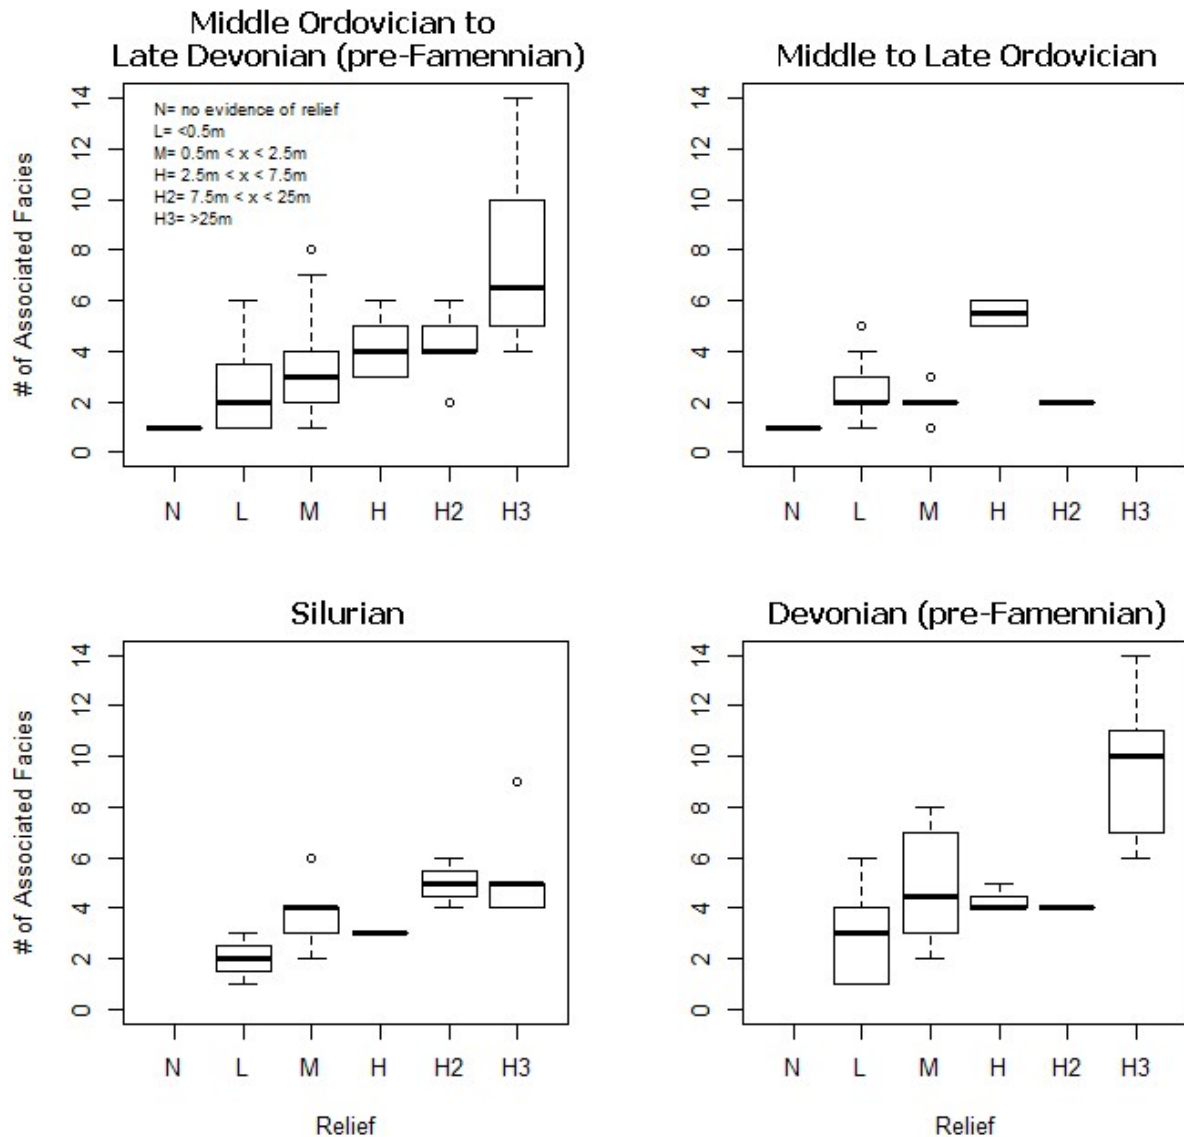 Middle Ordovician to
Late Devonian (pre-Famennian)
# of Associated Facies
14
12
10
8
6
4
2
0
N= no evidence of relief
L= <0.5m
M= 0.5m < x < 2.5m
H= 2.5m < x < 7.5m
H2= 7.5m < x < 25m
H3= >25m
N L M H H2 H3
Middle to Late Ordovician
14
12
10
8
6
4
2
0
N L M H H2 H3
Silurian
# of Associated Facies
14
12
10
8
6
4
2
0
N L M H H2 H3
Relief
Devonian (pre-Famennian)
14
12
10
8
6
4
2
0
N L M H H2 H3
Relief